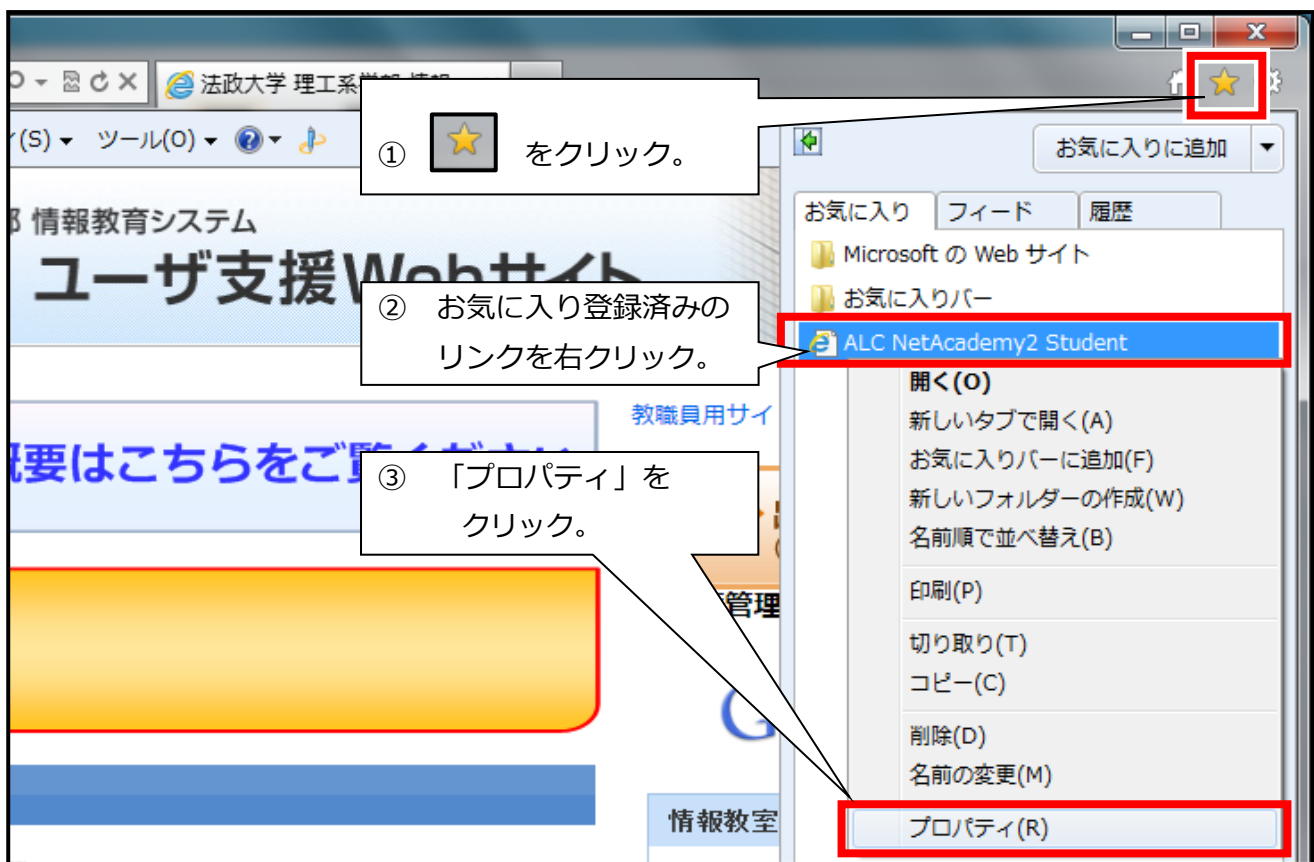 法政大学 理工系学部 情報
(S) ツール(O)
① をクリック。
お気に入りに追加
お気に入り フィード 履歴
Microsoft の Web サイト
お気に入りバー
ALC NetAcademy2 Student
情報教育システム
ユーザ支援Webサイト
② お気に入り登録済みの
リンクを右クリック。
開く(O)
新しいタブで開く(A)
お気に入りバーに追加(F)
新しいフォルダーの作成(W)
名前順で並べ替え(B)
印刷(P)
切り取り(T)
コピー(C)
削除(D)
名前の変更(M)
プロパティ(R)
教職員用サイ
概要はこちらをご覧ください
③ 「プロパティ」を
クリック。
管理
G
情報教室